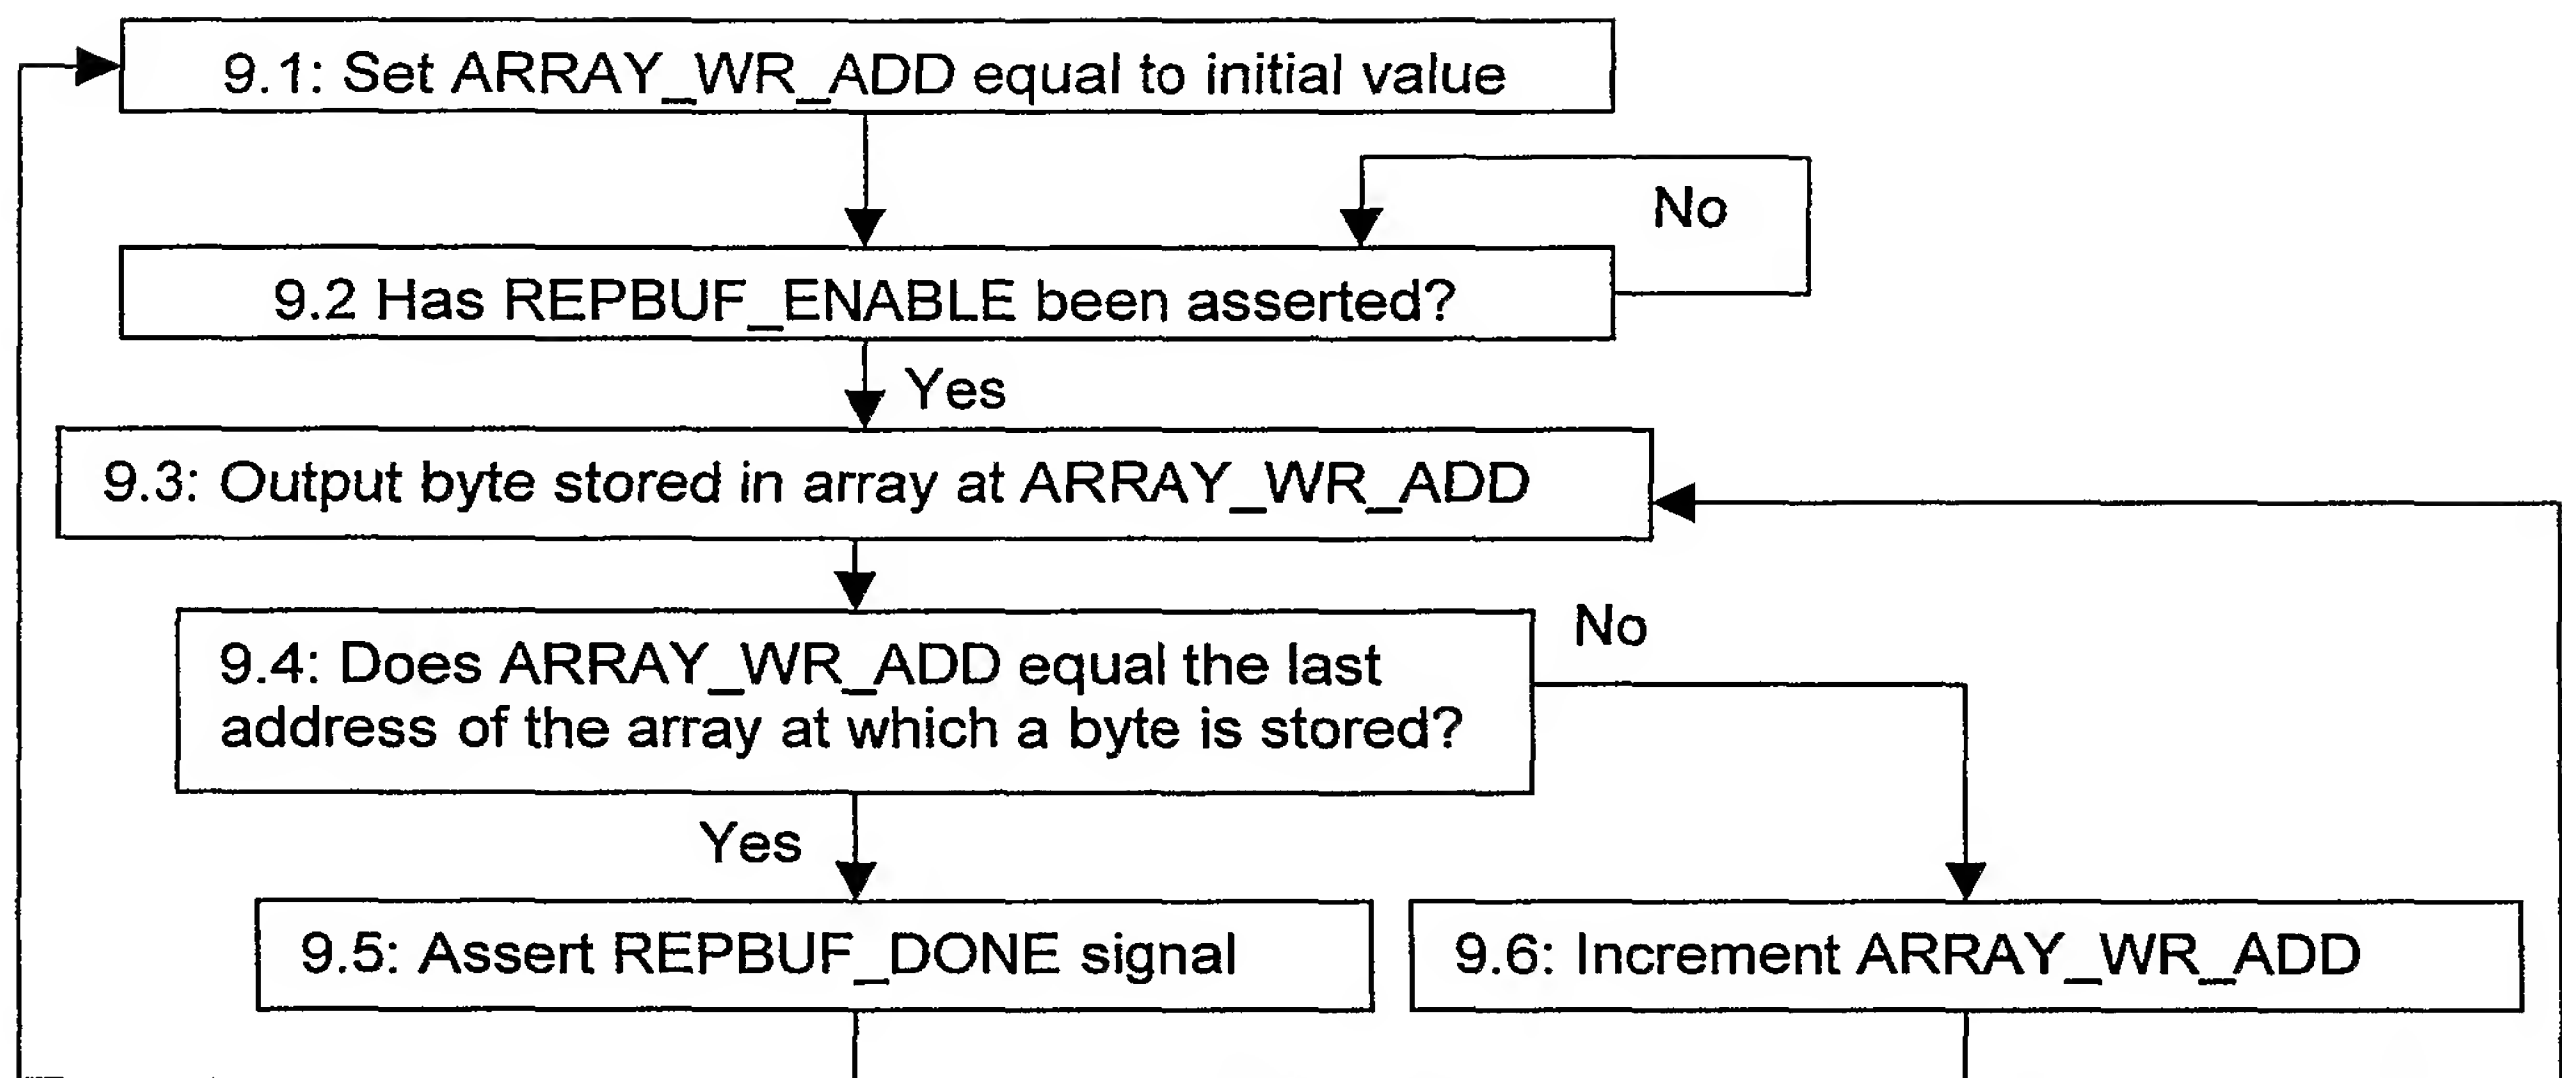 9.1: Set ARRAY_WR_ADD equal to initial value
No
9.2 Has REPBUF_ENABLE been asserted?
Yes
9.3: Output byte stored in array at ARRAY_WR_ADD
No
9.4: Does ARRAY_WR_ADD equal the last
address of the array at which a byte is stored?
Yes
9.5: Assert REPBUF_DONE signal
9.6: Increment ARRAY_WR_ADD